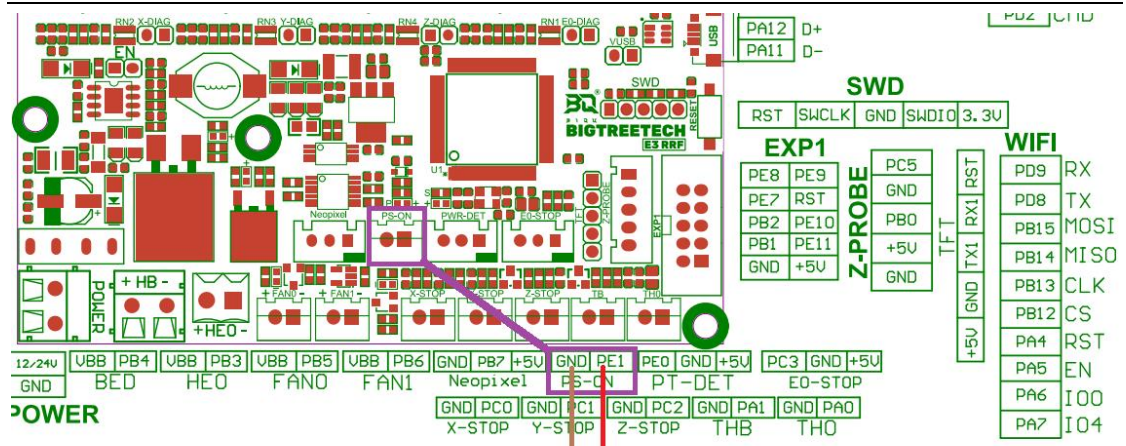 RN2 X-DIAG RN3 Y-DIAG RN4 Z-DIAG RN1 E0-DIAG
EN
VUSB
USB
SWD
BIQU
BIGTREETECH
E3 RRF
RESET
U1
Neopixel PS-ON PWR-DET E0-STOP
TFT
Z-PROBE
EXP1
POWER
+ HB -
+HE0-
+ FAN0- + FAN1-
X-STOP Y-STOP Z-STOP TB TH0
PD2 CMD
PA12 D+
PA11 D-
SWD
RST SWCLK GND SWDIO 3.3V
EXP1
PE8 PE9
PE7 RST
PB2 PE10
PB1 PE11
GND +5V
Z-PROBE
PC5
GND
PB0
+5V
GND
TFT
RST
RX1
TX1
GND
+5V
WIFI
PD9 RX
PD8 TX
PB15 MOSI
PB14 MISO
PB13 CLK
PB12 CS
PA4 RST
PA5 EN
PA6 IO0
PA7 IO4
12/24V
GND
POWER
VBB PB4 VBB PB3 VBB PB5 VBB PB6 GND PB7 +5V GND PE1 PE0 GND +5V PC3 GND +5V
BED HE0 FAN0 FAN1 Neopixel PS-ON PT-DET E0-STOP
GND PC0 GND PC1 GND PC2 GND PA1 GND PA0
X-STOP Y-STOP Z-STOP THB TH0